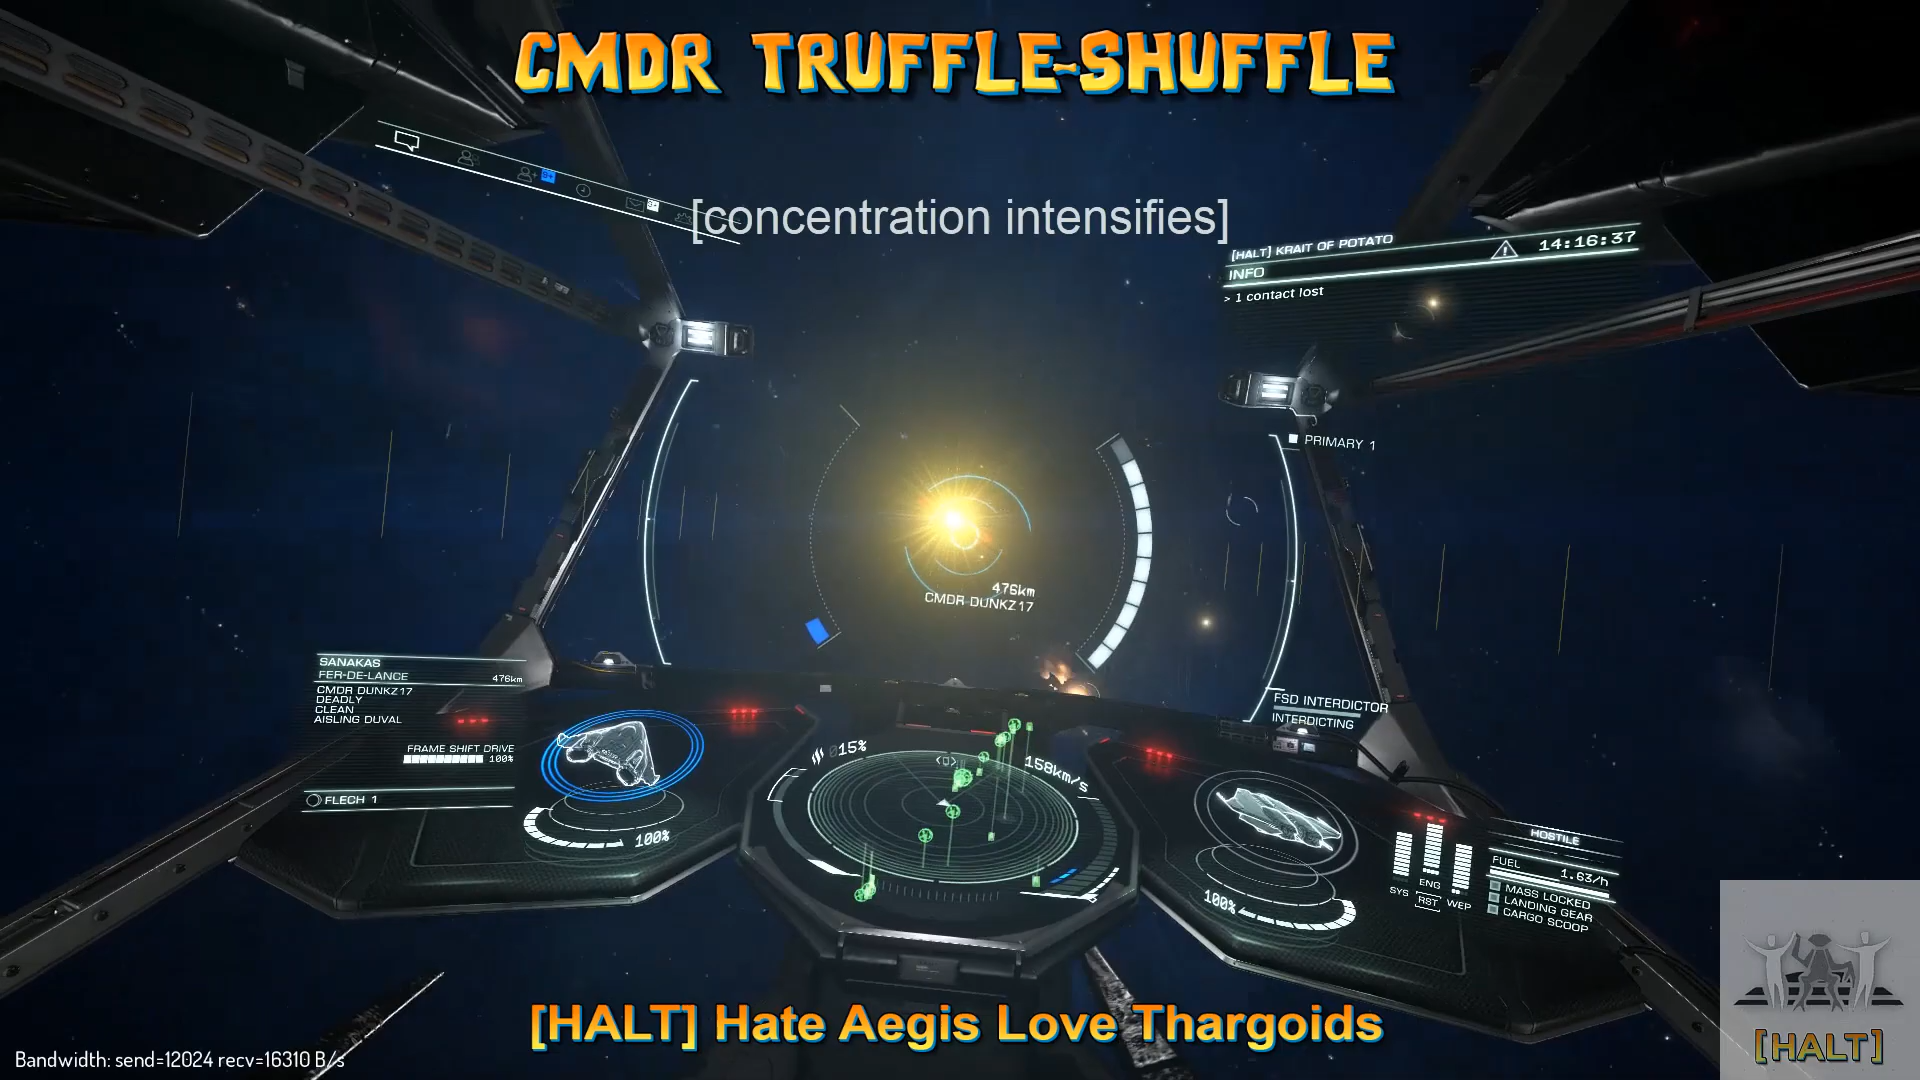 CMDR TRUFFLE-SHUFFLE
9+
[concentration intensifies]
[HALT] KRAIT OF POTATO
14:16:37
INFO
> 1 contact lost
PRIMARY 1
476km
CMDR DUNKZ17
SANAKAS
FER-DE-LANCE
476km
CMDR DUNKZ17
DEADLY
CLEAN
AISLING DUVAL
FRAME SHIFT DRIVE
100%
FLECH 1
100%
015%
158km/s
FSD INTERDICTOR
INTERDICTING
100%
SYS
ENG
RST
WEP
HOSTILE
FUEL
1.63/h
MASS LOCKED
LANDING GEAR
CARGO SCOOP
[HALT] Hate Aegis Love Thargoids
[HALT]
Bandwidth: send=12024 recv=16310 B/s